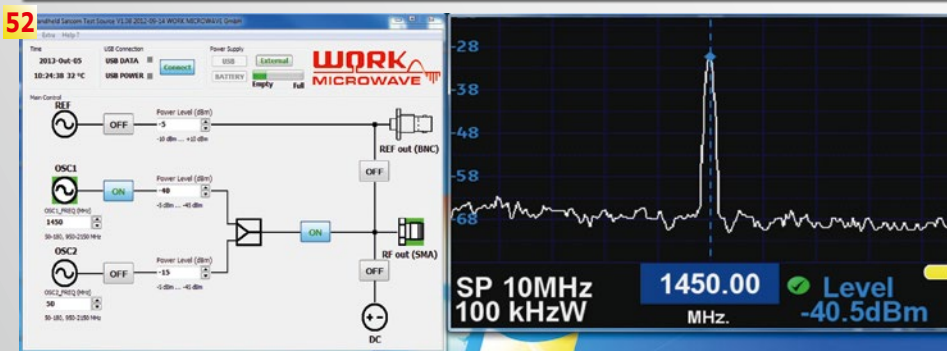 52
Handheld Satcom Test Source V1.08 2012-09-14 WORK MICROWAVE GmbH
Extra Help ?
Time
2013-Out-05
10:24:38 32 °C
USB Connection
USB DATA
USB POWER
Connect
Power Supply
USB
External
BATTERY
Empty
Full
WORK
MICROWAVE
Main Control
REF
OFF
Power Level (dBm)
-5
-10 dBm ... +10 dBm
REF out (BNC)
OFF
OSC1
ON
Power Level (dBm)
-40
-5 dBm ... -45 dBm
OSC1_FREQ (MHz)
1450
50-180, 950-2150 MHz
ON
RF out (SMA)
OSC2
OFF
Power Level (dBm)
-15
-5 dBm ... -45 dBm
OSC2_FREQ (MHz)
50
50-180, 950-2150 MHz
OFF
DC
-28
-38
-48
-58
-68
SP 10MHz
100 kHzW
1450.00
MHz.
Level
-40.5dBm